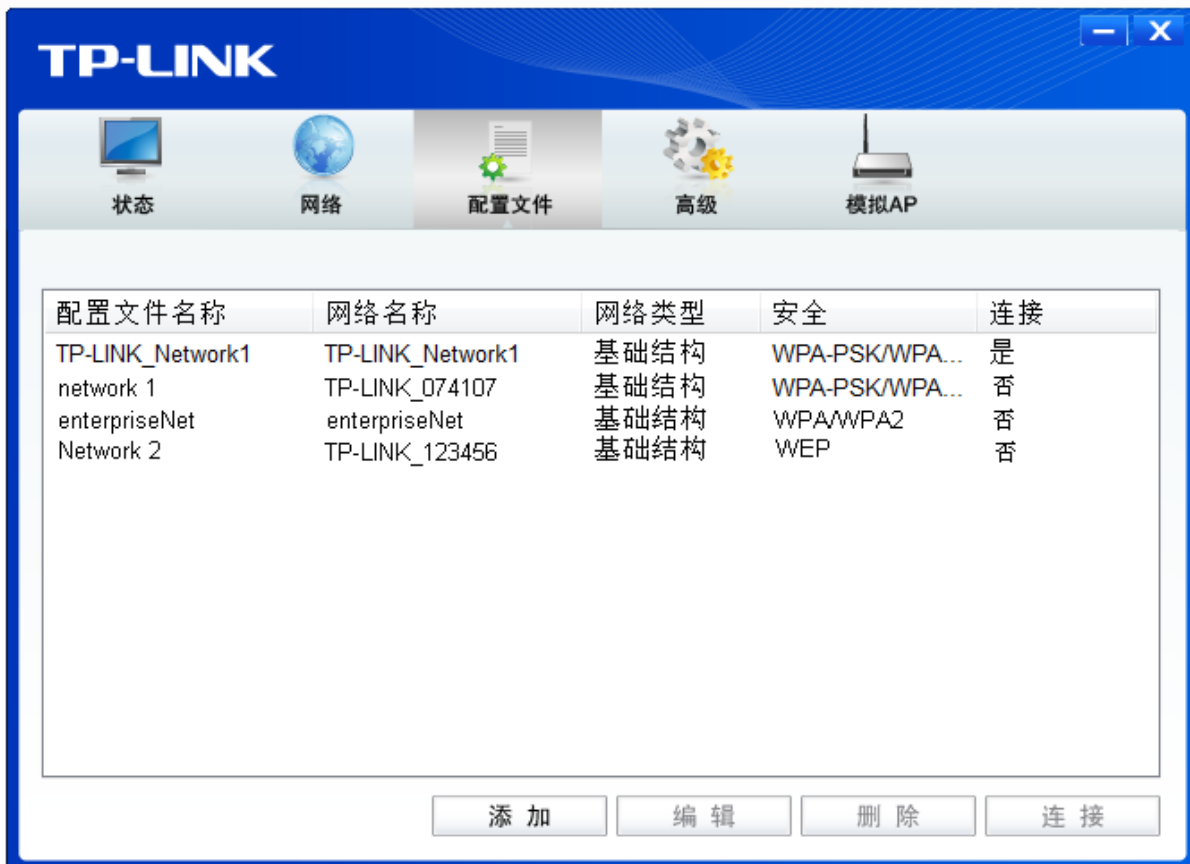 TP-LINK
状态 网络 配置文件 高级 模拟AP
配置文件名称 网络名称 网络类型 安全 连接
TP-LINK_Network1 TP-LINK_Network1 基础结构 WPA-PSK/WPA... 是
network 1 TP-LINK_074107 基础结构 WPA-PSK/WPA... 否
enterpriseNet enterpriseNet 基础结构 WPA/WPA2 否
Network 2 TP-LINK_123456 基础结构 WEP 否
添加 编辑 删除 连接